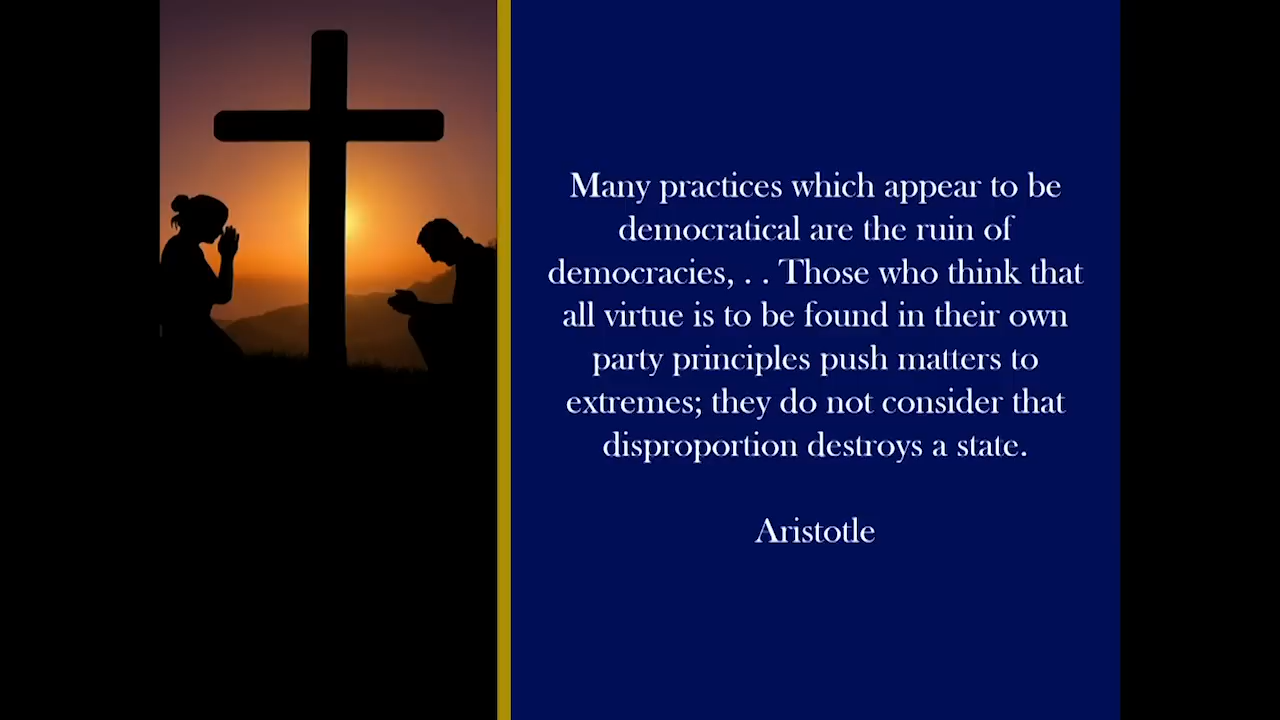 Many practices which appear to be
democratical are the ruin of
democracies, . . Those who think that
all virtue is to be found in their own
party principles push matters to
extremes; they do not consider that
disproportion destroys a state.
Aristotle